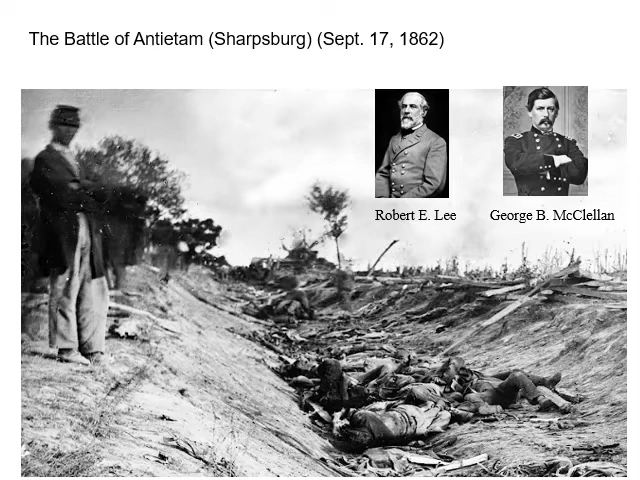 The Battle of Antietam (Sharpsburg) (Sept. 17, 1862)
Robert E. Lee
George B. McClellan